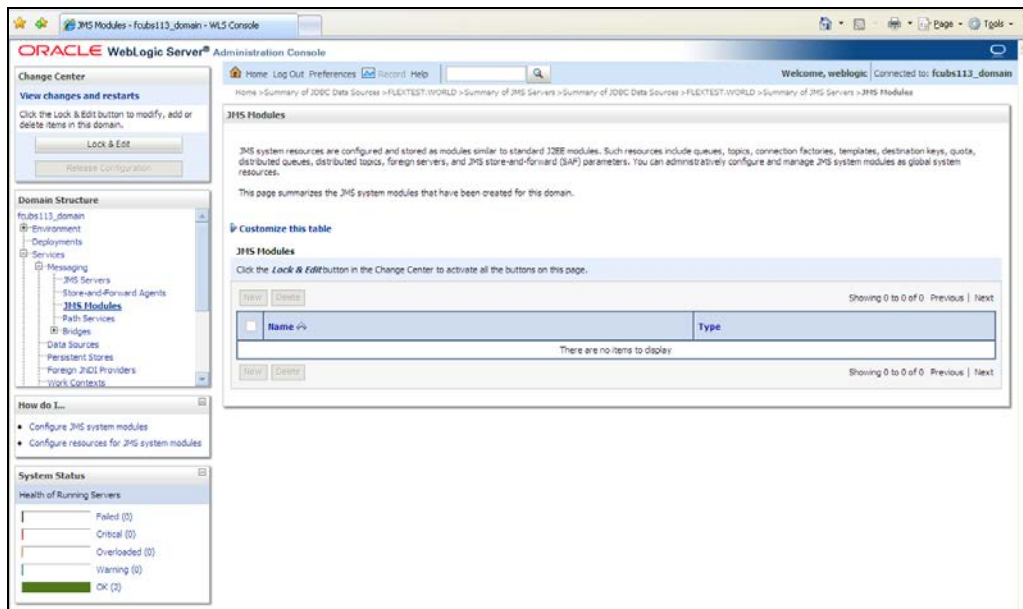 JMS Modules - fcubs113_domain - WLS Console
Page
Tools
ORACLE WebLogic Server® Administration Console
Change Center
View changes and restarts
Click the Lock & Edit button to modify, add or
delete items in this domain.
Lock & Edit
Release Configuration
Domain Structure
fcubs113_domain
Environment
Deployments
Services
Messaging
JMS Servers
Store-and-Forward Agents
JMS Modules
Path Services
Bridges
Data Sources
Persistent Stores
Foreign JNDI Providers
Work Contexts
How do I...
Configure JMS system modules
Configure resources for JMS system modules
System Status
Health of Running Servers
Failed (0)
Critical (0)
Overloaded (0)
Warning (0)
OK (2)
Home Log Out Preferences Record Help
Welcome, weblogic Connected to: fcubs113_domain
Home >Summary of JDBC Data Sources >FLEXTEST.WORLD >Summary of JMS Servers >Summary of JDBC Data Sources >FLEXTEST.WORLD >Summary of JMS Servers >JMS Modules
JMS Modules
JMS system resources are configured and stored as modules similar to standard J2EE modules. Such resources include queues, topics, connection factories, templates, destination keys, quota,
distributed queues, distributed topics, foreign servers, and JMS store-and-forward (SAF) parameters. You can administratively configure and manage JMS system modules as global system
resources.
This page summarizes the JMS system modules that have been created for this domain.
Customize this table
JMS Modules
Click the Lock & Edit button in the Change Center to activate all the buttons on this page.
New Delete Showing 0 to 0 of 0 Previous | Next
Name Type
There are no items to display
New Delete Showing 0 to 0 of 0 Previous | Next